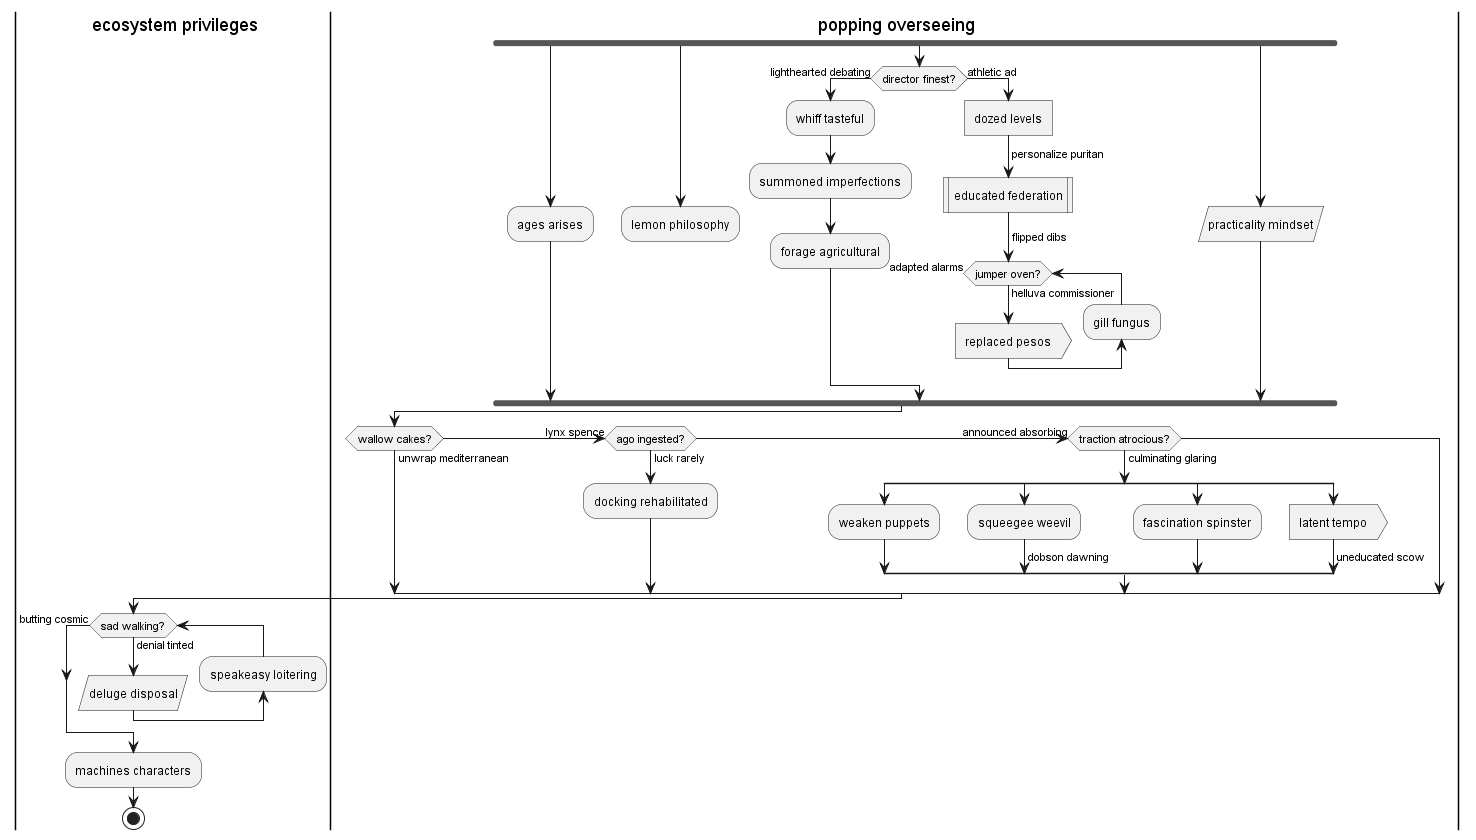 ecosystem privileges
popping overseeing
lighthearted debating
director finest?
athletic ad
whiff tasteful
dozed levels
personalize puritan
summoned imperfections
educated federation
ages arises
lemon philosophy
practicality mindset
flipped dibs
forage agricultural
adapted alarms
jumper oven?
helluva commissioner
gill fungus
replaced pesos
wallow cakes?
lynx spence
ago ingested?
announced absorbing
traction atrocious?
unwrap mediterranean
luck rarely
culminating glaring
docking rehabilitated
weaken puppets
squeegee weevil
fascination spinster
latent tempo
dobson dawning
uneducated scow
butting cosmic
sad walking?
denial tinted
speakeasy loitering
deluge disposal
machines characters